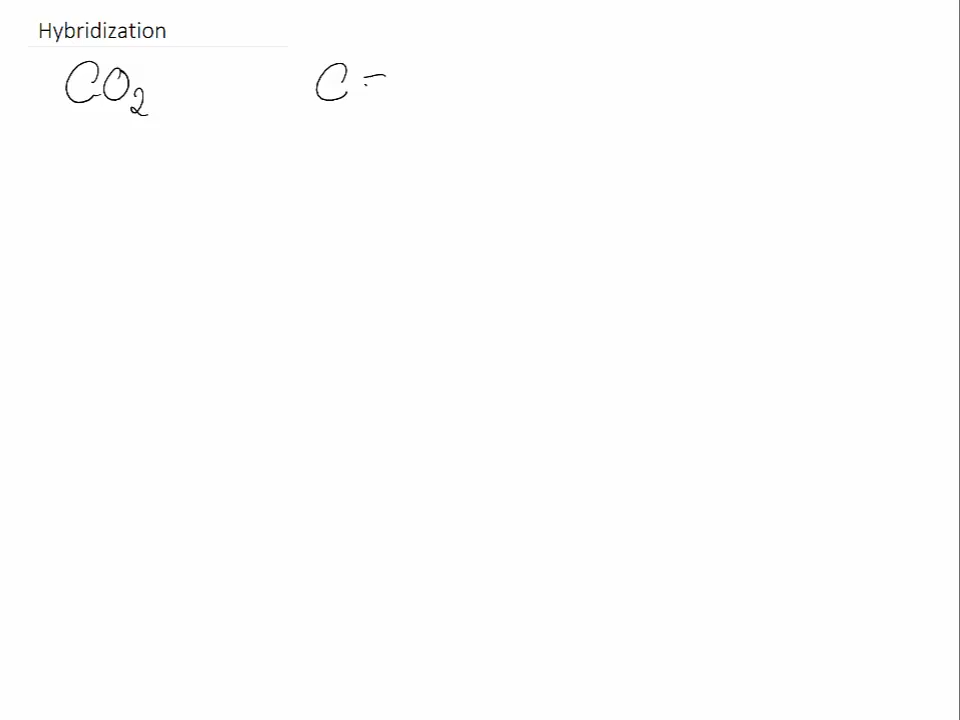 Hybridization
CO₂ C =